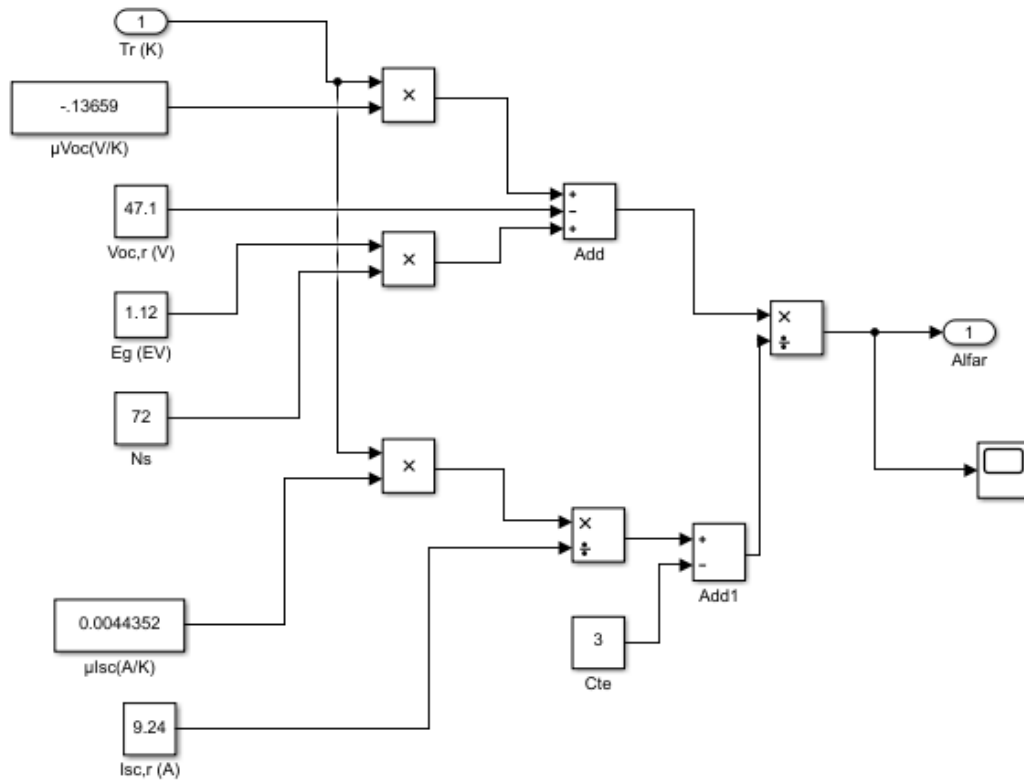 1
Tr (K)
-.13659
µVoc(V/K)
×
47.1
Voc,r (V)
+
−
+
Add
×
1.12
Eg (EV)
×
÷
1
Alfar
72
Ns
×
×
÷
+
−
Add1
0.0044352
µIsc(A/K)
3
Cte
9.24
Isc,r (A)